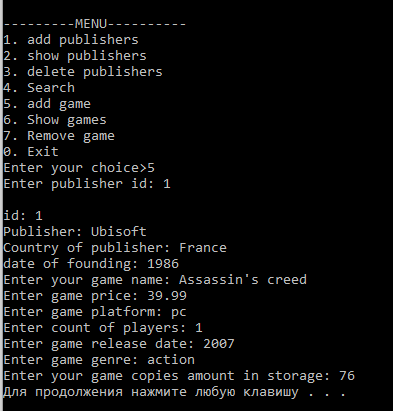 ---------MENU----------
1. add publishers
2. show publishers
3. delete publishers
4. Search
5. add game
6. Show games
7. Remove game
0. Exit
Enter your choice>5
Enter publisher id: 1
id: 1
Publisher: Ubisoft
Country of publisher: France
date of founding: 1986
Enter your game name: Assassin's creed
Enter game price: 39.99
Enter game platform: pc
Enter count of players: 1
Enter game release date: 2007
Enter game genre: action
Enter your game copies amount in storage: 76
Для продолжения нажмите любую клавишу . . .